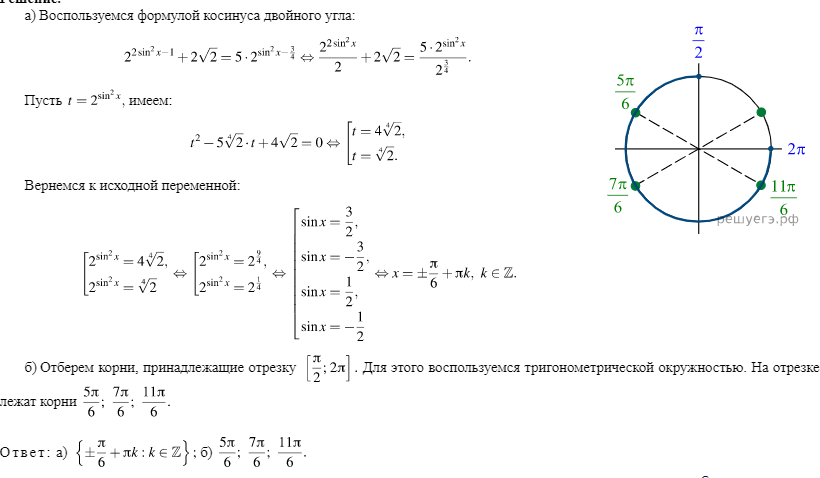 Решение.
а) Воспользуемся формулой косинуса двойного угла:
2^{2sin²x−1} + 2√2 = 5·2^{sin²x−3/4} ⇔ 2^{2sin²x}/2 + 2√2 = 5·2^{sin²x}/2^{3/4}.
Пусть t = 2^{sin²x}, имеем:
t² − 5∜2·t + 4√2 = 0 ⇔ [t = 4∜2, t = ∜2.
Вернемся к исходной переменной:
[2^{sin²x} = 4∜2, 2^{sin²x} = ∜2 ⇔ [2^{sin²x} = 2^{9/4}, 2^{sin²x} = 2^{1/4} ⇔ [sin x = 3/2, sin x = −3/2, sin x = 1/2, sin x = −1/2 ⇔ x = ±π/6 + πk, k ∈ ℤ.
б) Отберем корни, принадлежащие отрезку [π/2; 2π]. Для этого воспользуемся тригонометрической окружностью. На отрезке
лежат корни 5π/6; 7π/6; 11π/6.
Ответ: а) {±π/6 + πk : k ∈ ℤ}; б) 5π/6; 7π/6; 11π/6.
π/2
5π/6
2π
7π/6
11π/6
решуегэ.рф